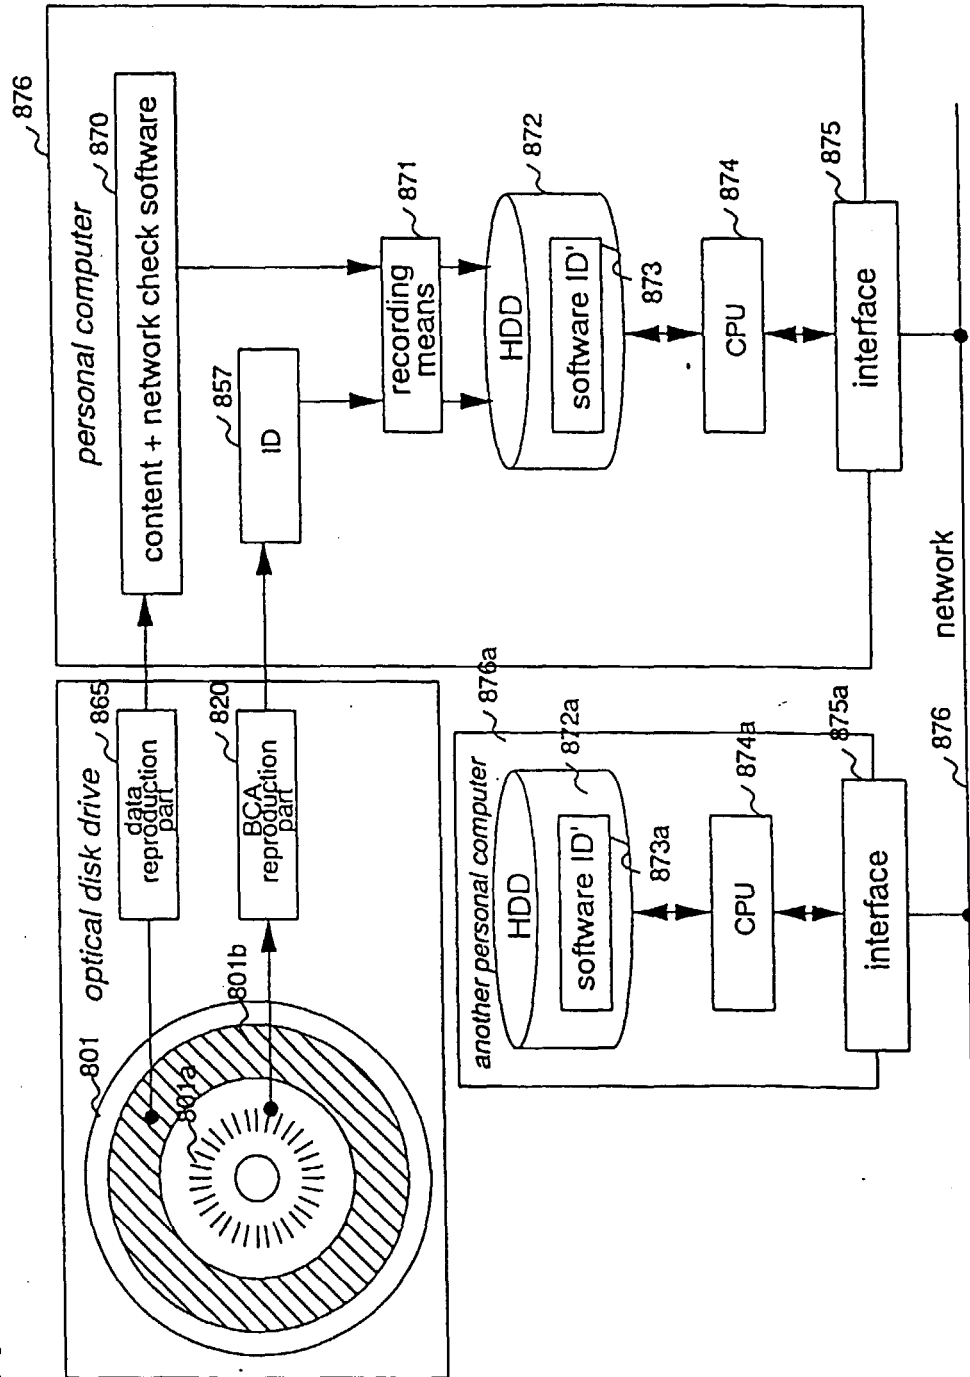 876
personal computer
870
content + network check software
857
ID
871
recording
means
872
HDD
software ID'
873
874
CPU
875
interface
optical disk drive
865
data
reproduction
part
820
BCA
reproduction
part
801
801b
801a
876a
another personal computer
872a
HDD
software ID'
873a
874a
CPU
875a
interface
876
network